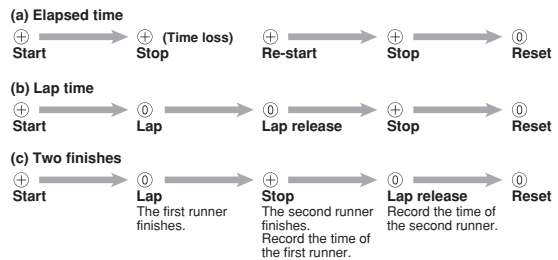 (a) Elapsed time
⊕ ⊕ (Time loss) ⊕ ⊕ ⓪
Start Stop Re-start Stop Reset
(b) Lap time
⊕ ⓪ ⓪ ⊕ ⓪
Start Lap Lap release Stop Reset
(c) Two finishes
⊕ ⓪ ⊕ ⓪ ⓪
Start Lap Stop Lap release Reset
The first runner The second runner Record the time of
finishes. finishes. the second runner.
Record the time of
the first runner.